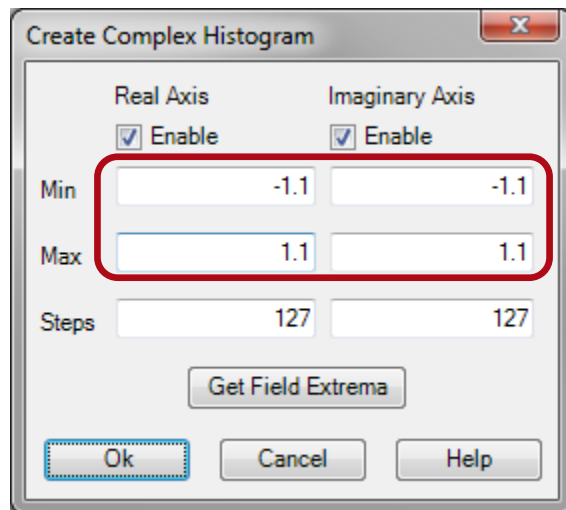 Create Complex Histogram
Real Axis Imaginary Axis
Enable Enable
Min -1.1 -1.1
Max 1.1 1.1
Steps 127 127
Get Field Extrema
Ok Cancel Help